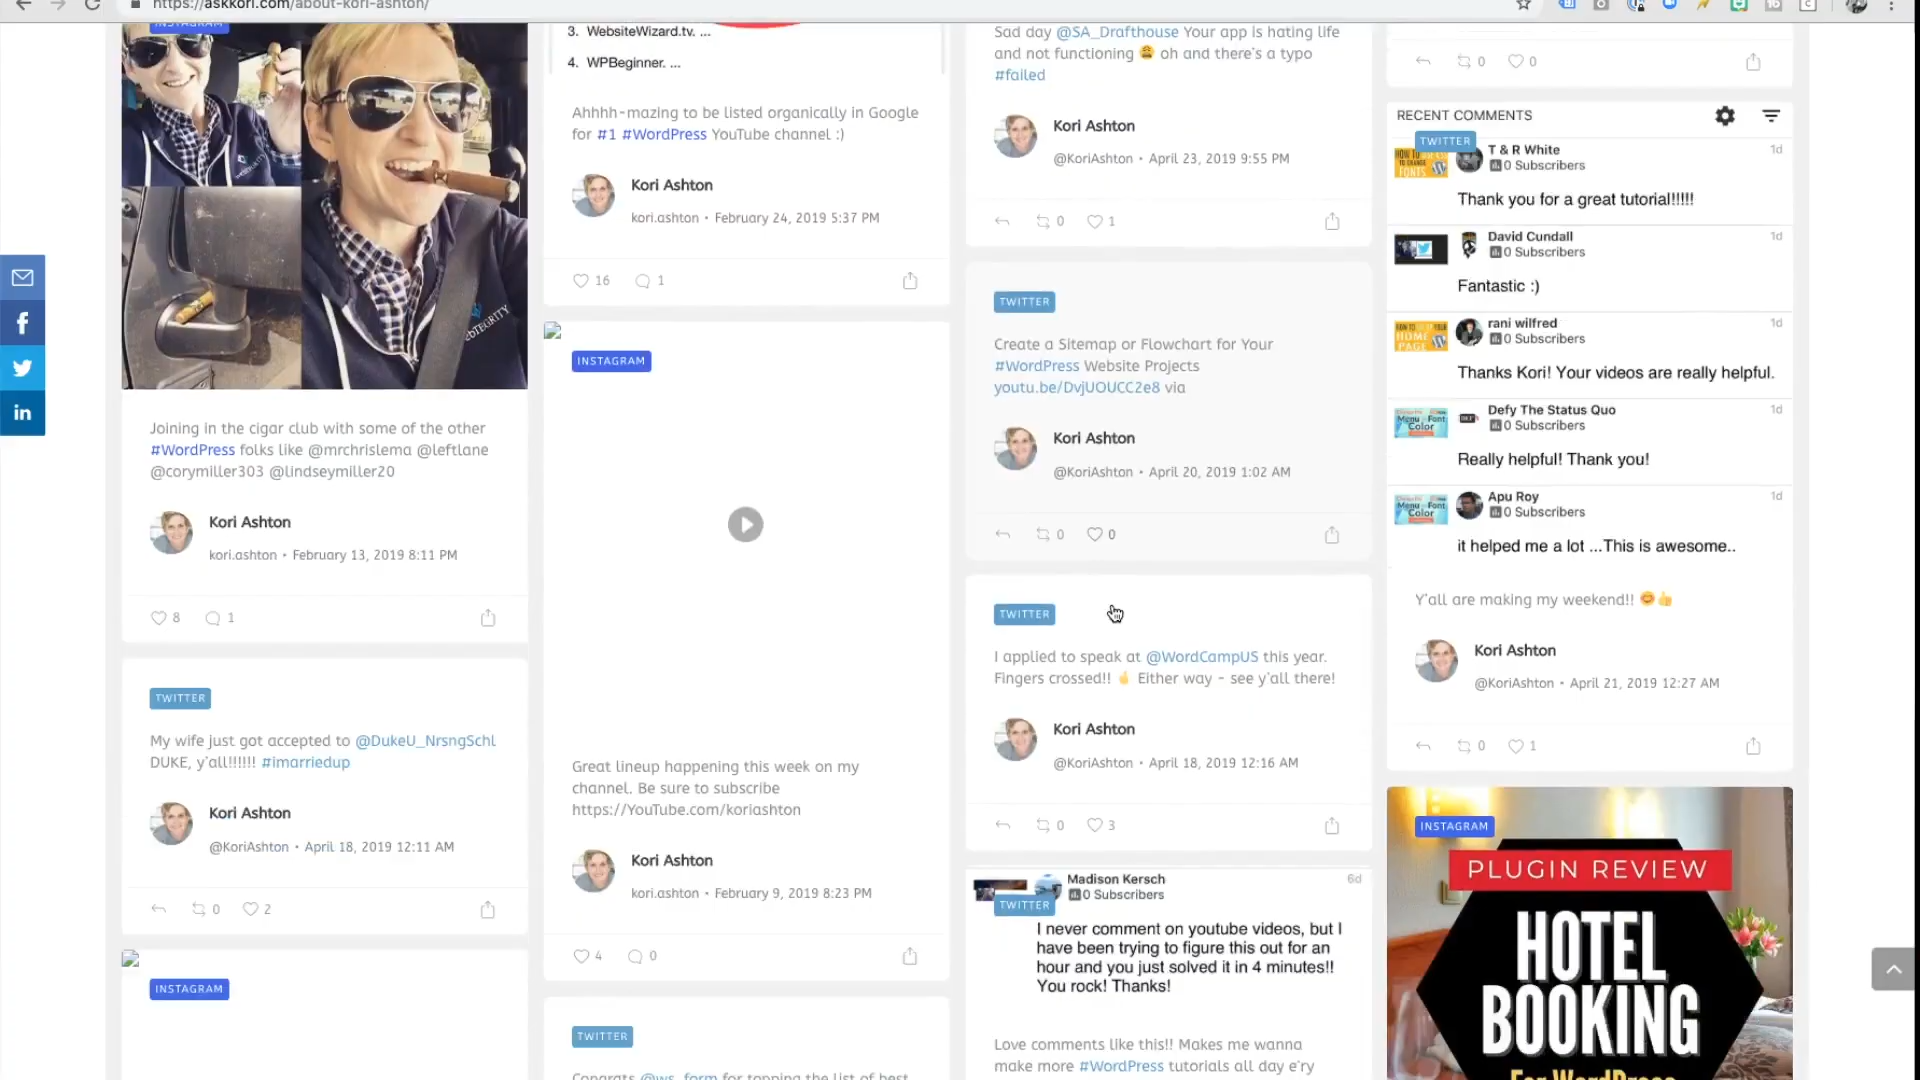 https://askkori.com/about-kori-ashton/
INSTAGRAM
Joining in the cigar club with some of the other
#WordPress folks like @mrchrislema @leftlane
@corymiller303 @lindseymiller20
Kori Ashton
kori.ashton • February 13, 2019 8:11 PM
8
1
TWITTER
My wife just got accepted to @DukeU_NrsngSchl
DUKE, y'all!!!!!! #imarriedup
Kori Ashton
@KoriAshton • April 18, 2019 12:11 AM
0
2
INSTAGRAM
3. WebsiteWizard.tv. ...
4. WPBeginner. ...
Ahhhh-mazing to be listed organically in Google
for #1 #WordPress YouTube channel :)
Kori Ashton
kori.ashton • February 24, 2019 5:37 PM
16
1
INSTAGRAM
Great lineup happening this week on my
channel. Be sure to subscribe
https://YouTube.com/koriashton
Kori Ashton
kori.ashton • February 9, 2019 8:23 PM
4
0
TWITTER
Congrats @ws_form for topping the list of best
Sad day @SA_Drafthouse Your app is hating life
and not functioning 😩 oh and there's a typo
#failed
Kori Ashton
@KoriAshton • April 23, 2019 9:55 PM
0
1
TWITTER
Create a Sitemap or Flowchart for Your
#WordPress Website Projects
youtu.be/DvjUOUCC2e8 via
Kori Ashton
@KoriAshton • April 20, 2019 1:02 AM
0
0
TWITTER
I applied to speak at @WordCampUS this year.
Fingers crossed!! 🤞 Either way - see y'all there!
Kori Ashton
@KoriAshton • April 18, 2019 12:16 AM
0
3
Madison Kersch
6d
0 Subscribers
TWITTER
I never comment on youtube videos, but I
have been trying to figure this out for an
hour and you just solved it in 4 minutes!!
You rock! Thanks!
Love comments like this!! Makes me wanna
make more #WordPress tutorials all day e'ry
0
0
RECENT COMMENTS
TWITTER
T & R White
1d
0 Subscribers
Thank you for a great tutorial!!!!!
David Cundall
1d
0 Subscribers
Fantastic :)
rani wilfred
1d
0 Subscribers
Thanks Kori! Your videos are really helpful.
Defy The Status Quo
1d
0 Subscribers
Really helpful! Thank you!
Apu Roy
1d
0 Subscribers
it helped me a lot ...This is awesome..
Y'all are making my weekend!! 😊👍
Kori Ashton
@KoriAshton • April 21, 2019 12:27 AM
0
1
INSTAGRAM
PLUGIN REVIEW
HOTEL
BOOKING
For WordPress